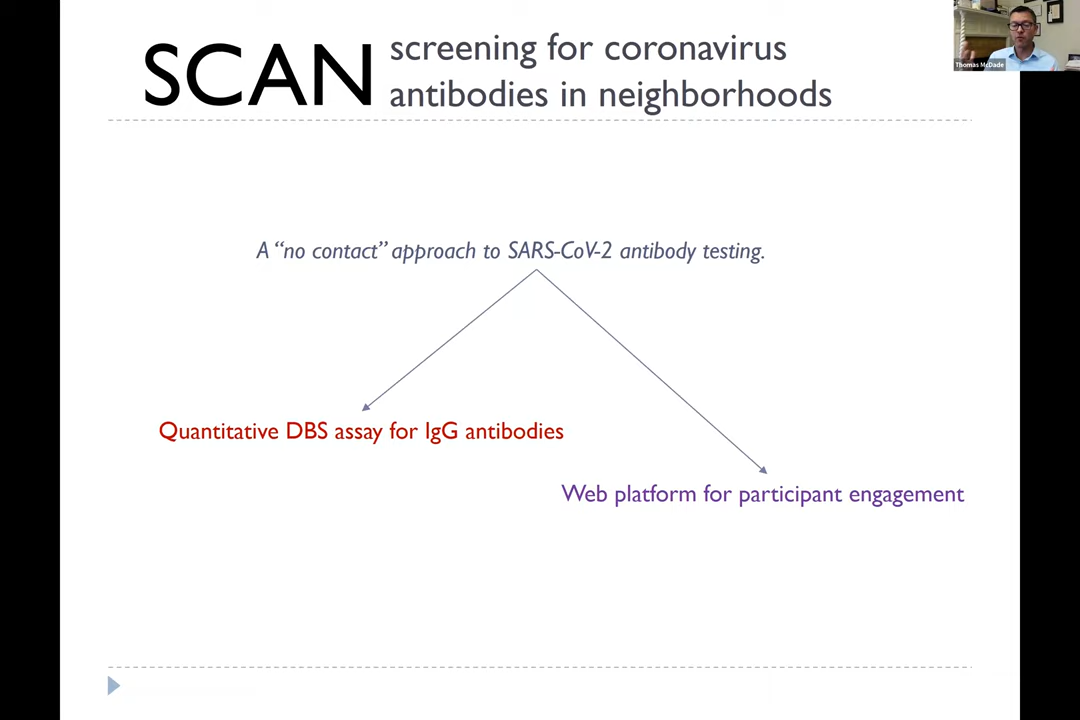 SCAN
screening for coronavirus
antibodies in neighborhoods
Thomas McDade
A “no contact” approach to SARS-CoV-2 antibody testing.
Quantitative DBS assay for IgG antibodies
Web platform for participant engagement